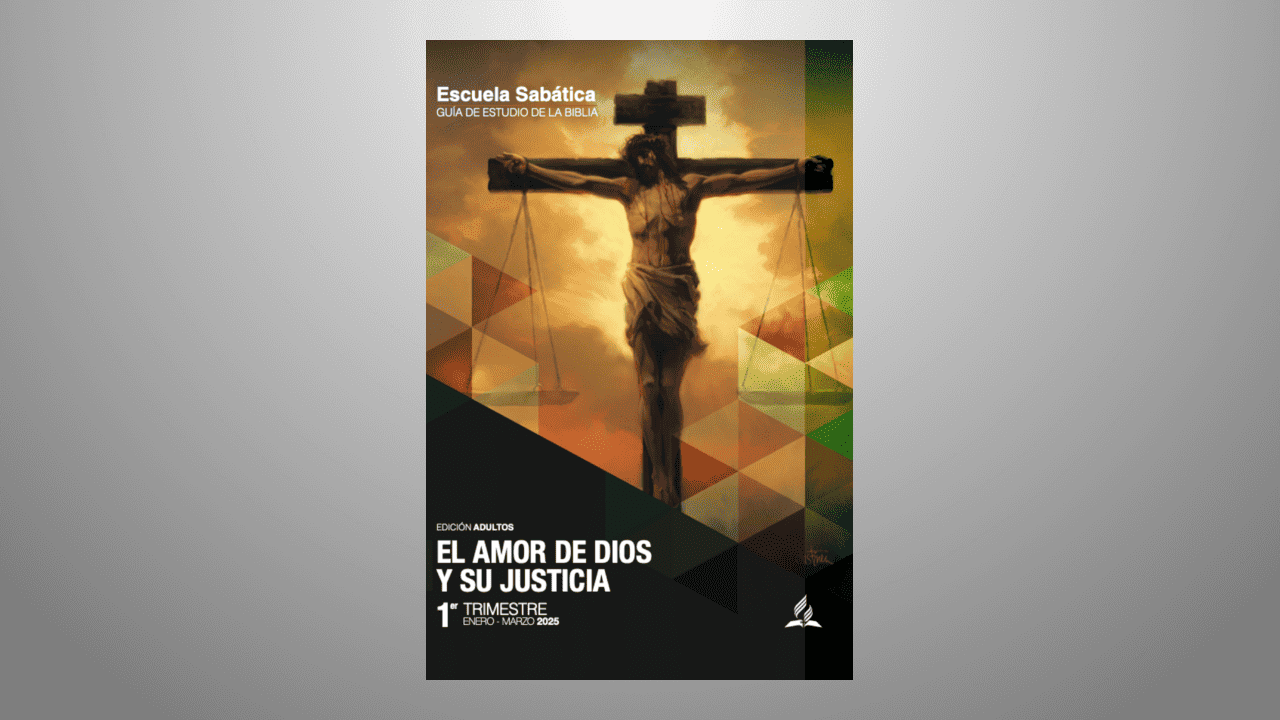 Escuela Sabática
GUÍA DE ESTUDIO DE LA BIBLIA
EDICIÓN ADULTOS
EL AMOR DE DIOS
Y SU JUSTICIA
1er TRIMESTRE
ENERO - MARZO 2025